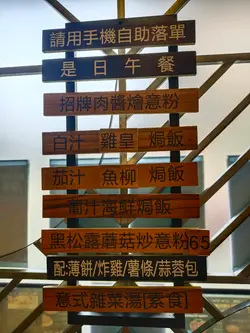 請用手機自助落單
是日午餐
招牌肉醬燴意粉
白汁 雞皇 焗飯
茄汁 魚柳 焗飯
葡汁海鮮焗飯
黑松露蘑菇炒意粉65
配:薄餅/炸雞/薯條/蒜蓉包
意式雜菜湯[素食]